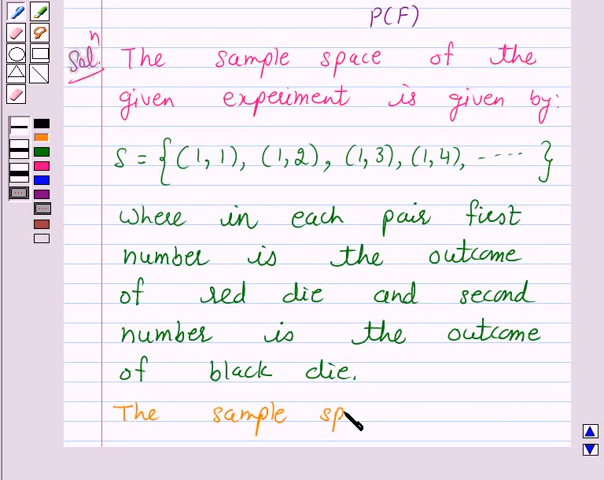 P(F)
Solⁿ. The sample space of the
given experiment is given by:
S = {(1,1), (1,2), (1,3), (1,4), ----- }
where in each pair first
number is the outcome
of red die and second
number is the outcome
of black die.
The sample sp